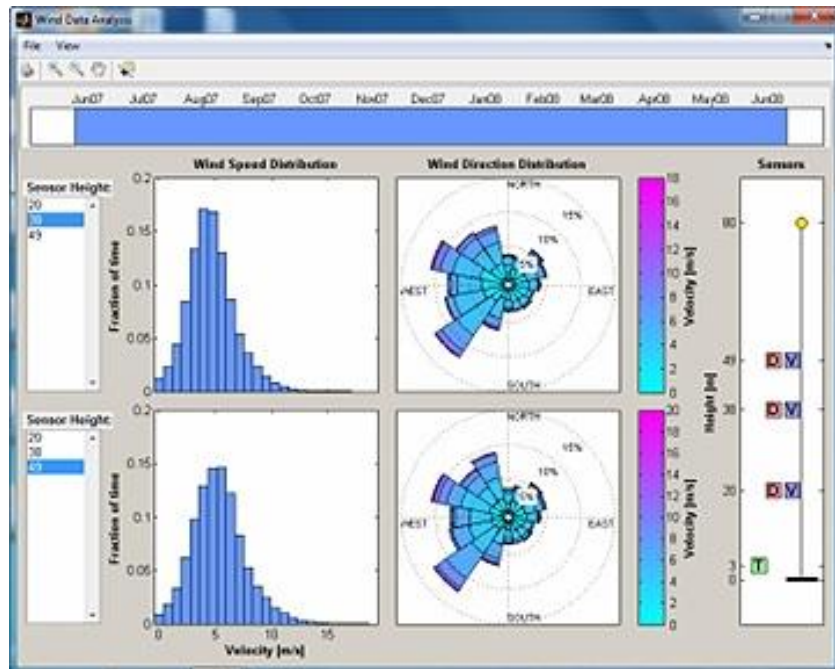 Wind Data Analysis
File View
Jun07 Jul07 Aug07 Sep07 Oct07 Nov07 Dec07 Jan08 Feb08 Mar08 Apr08 May08 Jun08
Wind Speed Distribution
Wind Direction Distribution
Sensors
Sensor Height:
20
38
49
0.2
0.15
0.1
0.05
0
Fraction of time
NORTH
15%
10%
5%
WEST
EAST
SOUTH
18
16
14
12
10
8
6
4
2
0
Velocity [m/s]
Sensor Height:
20
38
49
0.2
0.15
0.1
0.05
0
Fraction of time
0 5 10 15
Velocity [m/s]
NORTH
15%
10%
5%
WEST
EAST
SOUTH
20
18
16
14
12
10
8
6
4
2
0
Velocity [m/s]
Height [m]
80
49 D V
38 D V
20 D V
3 T
0